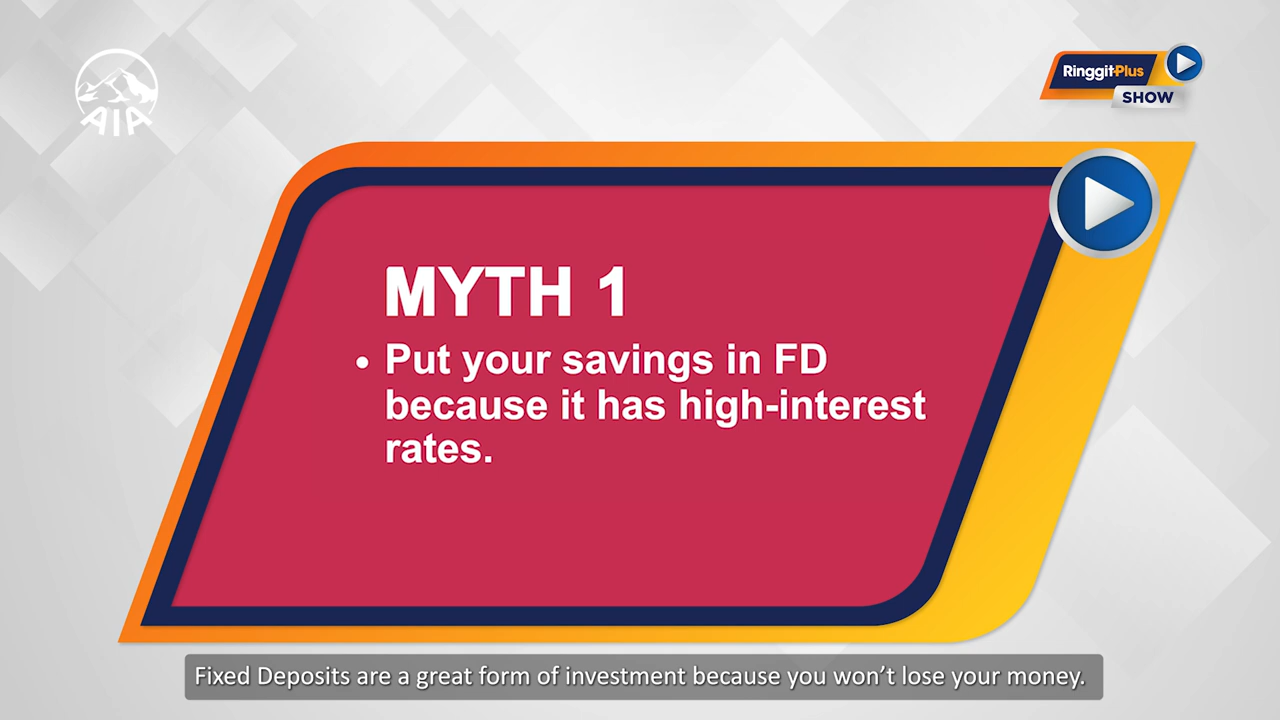 AIA
RinggitPlus
SHOW
MYTH 1
• Put your savings in FD
because it has high-interest
rates.
Fixed Deposits are a great form of investment because you won’t lose your money.